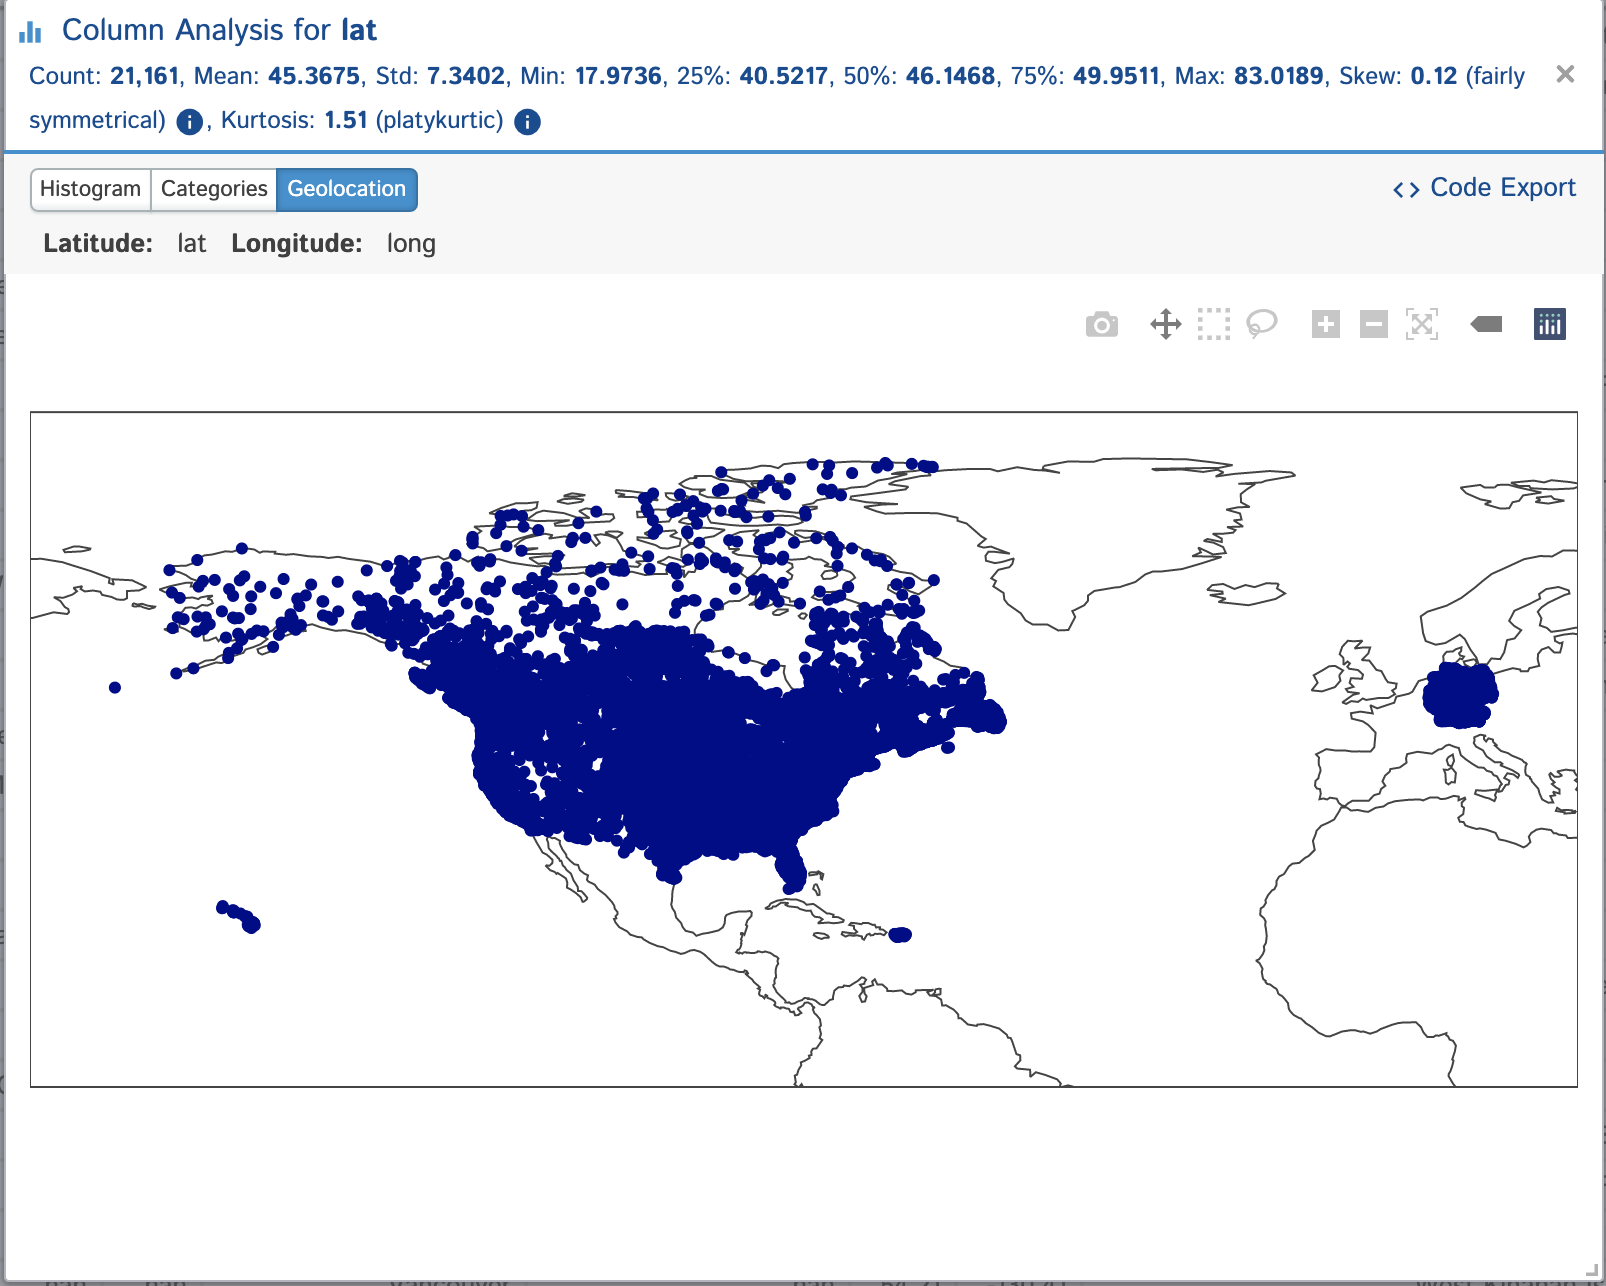 Column Analysis for lat
Count: 21,161, Mean: 45.3675, Std: 7.3402, Min: 17.9736, 25%: 40.5217, 50%: 46.1468, 75%: 49.9511, Max: 83.0189, Skew: 0.12 (fairly
symmetrical) , Kurtosis: 1.51 (platykurtic)
Histogram Categories Geolocation
<> Code Export
Latitude: lat Longitude: long